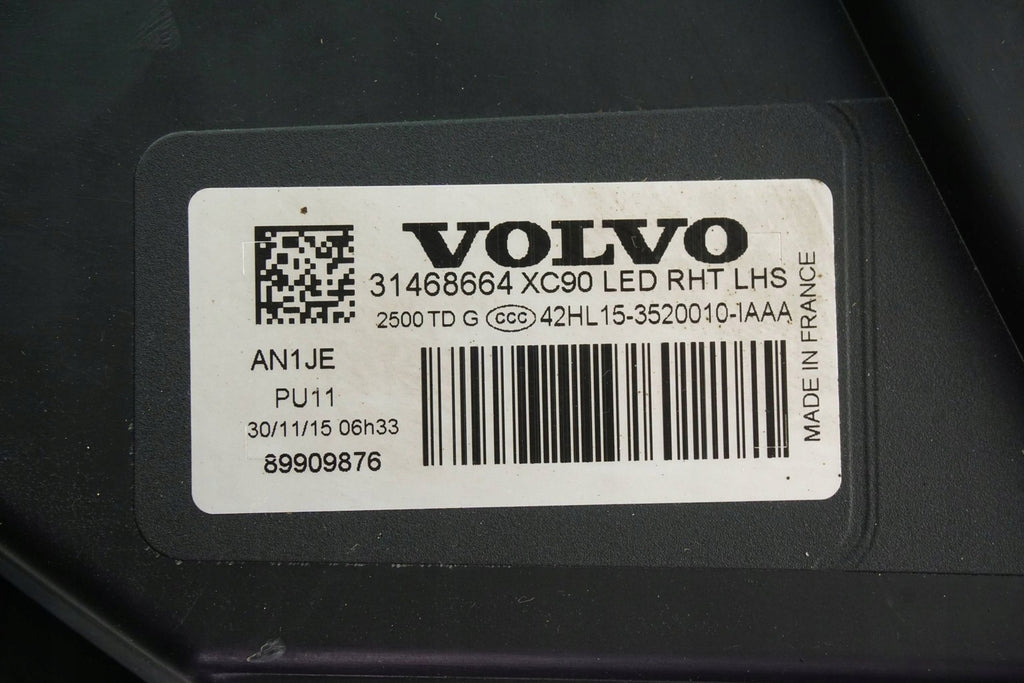 VOLVO
31468664 XC90 LED RHT LHS
2500 TD G CCC 42HL15-3520010-IAAA
AN1JE
PU11
30/11/15 06h33
89909876
MADE IN FRANCE